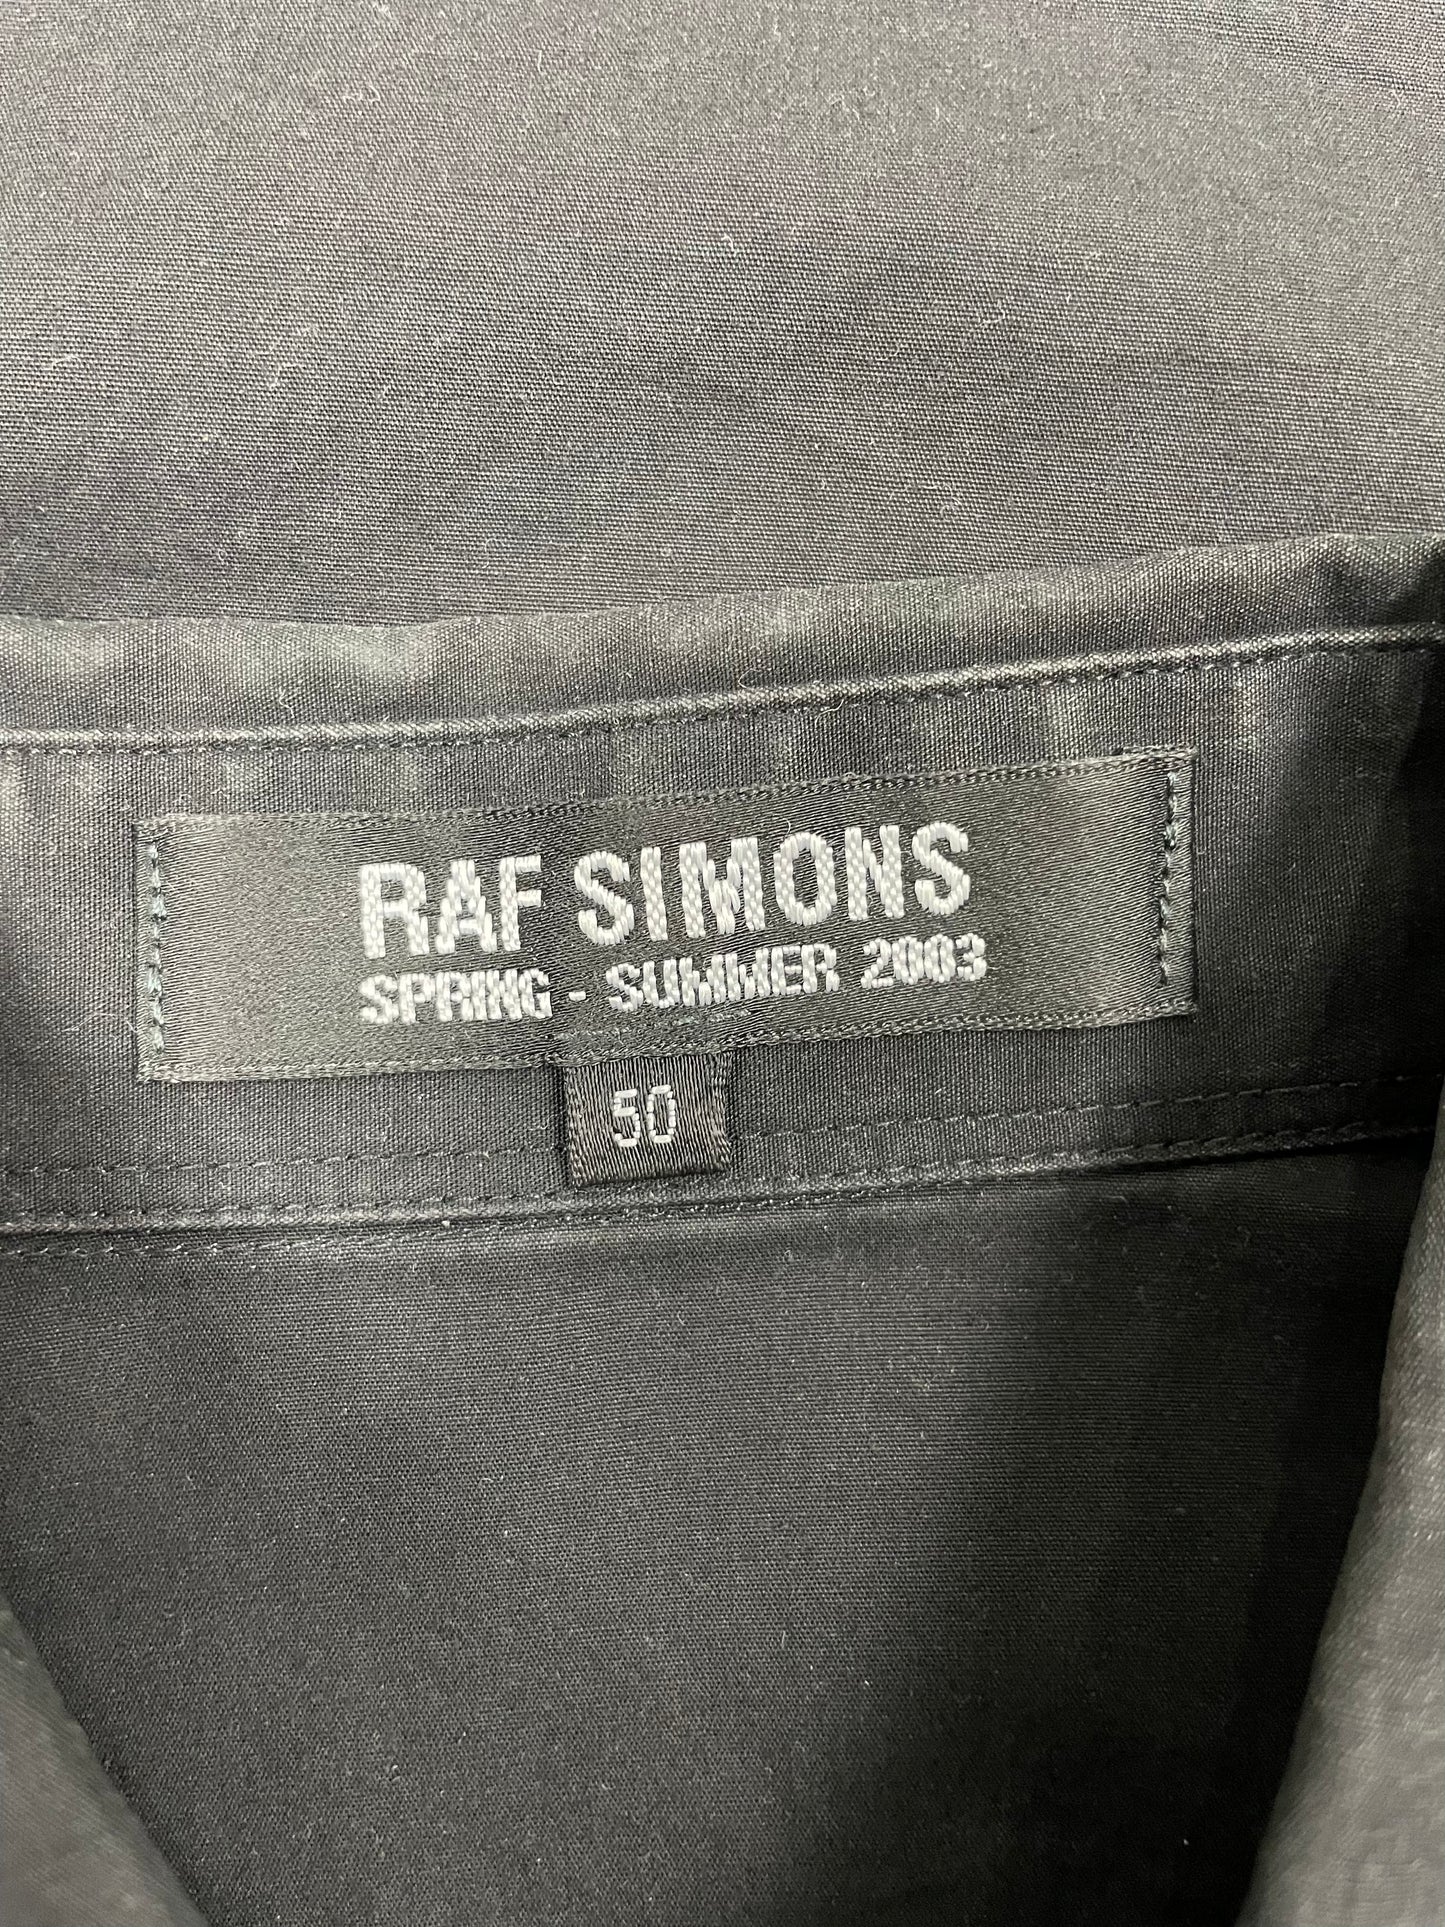 RAF SIMONS
SPRING - SUMMER 2003
50